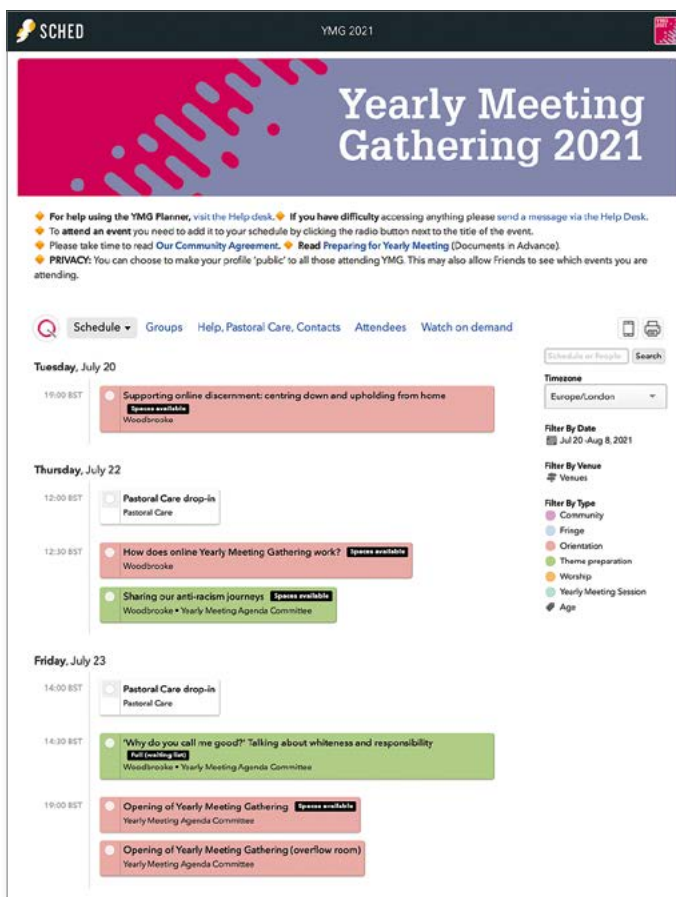 SCHED
YMG 2021
Yearly Meeting
Gathering 2021
For help using the YMG Planner, visit the Help desk. If you have difficulty accessing anything please send a message via the Help Desk.
To attend an event you need to add it to your schedule by clicking the radio button next to the title of the event.
Please take time to read Our Community Agreement. Read Preparing for Yearly Meeting (Documents in Advance).
PRIVACY: You can choose to make your profile 'public' to all those attending YMG. This may also allow Friends to see which events you are
attending.
Schedule Groups Help, Pastoral Care, Contacts Attendees Watch on demand
Schedule or People Search
Timezone
Europe/London
Filter By Date
Jul 20 -Aug 8, 2021
Filter By Venue
Venues
Filter By Type
Community
Fringe
Orientation
Theme preparation
Worship
Yearly Meeting Session
Age
Tuesday, July 20
19:00 BST Supporting online discernment: centring down and upholding from home
Spaces available
Woodbrooke
Thursday, July 22
12:00 BST Pastoral Care drop-in
Pastoral Care
12:30 BST How does online Yearly Meeting Gathering work? Spaces available
Woodbrooke
Sharing our anti-racism journeys Spaces available
Woodbrooke • Yearly Meeting Agenda Committee
Friday, July 23
14:00 BST Pastoral Care drop-in
Pastoral Care
14:30 BST 'Why do you call me good?' Talking about whiteness and responsibility
Full (waiting list)
Woodbrooke • Yearly Meeting Agenda Committee
19:00 BST Opening of Yearly Meeting Gathering Spaces available
Yearly Meeting Agenda Committee
Opening of Yearly Meeting Gathering (overflow room)
Yearly Meeting Agenda Committee